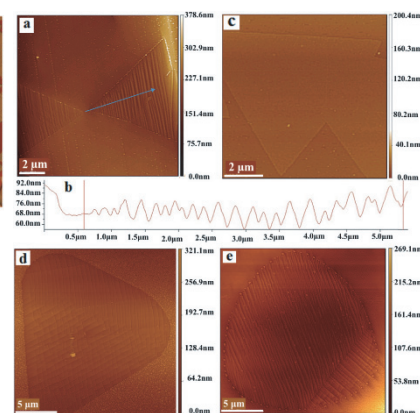 a
378.6nm
302.9nm
227.1nm
151.4nm
75.7nm
0.0nm
2 µm
c
200.4nm
160.3nm
120.2nm
80.2nm
40.1nm
0.0nm
2 µm
b
92.0nm
84.0nm
76.0nm
68.0nm
60.0nm
0.5µm 1.0µm 1.5µm 2.0µm 2.5µm 3.0µm 3.5µm 4.0µm 4.5µm 5.0µm
d
321.1nm
256.9nm
192.7nm
128.4nm
64.2nm
0.0nm
5 µm
e
269.1nm
215.2nm
161.4nm
107.6nm
53.8nm
0.0nm
5 µm